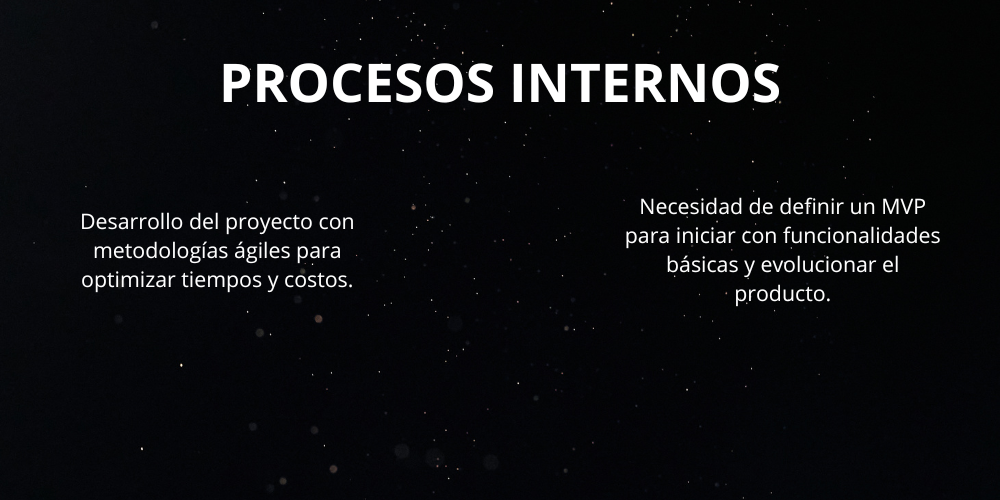 PROCESOS INTERNOS
Desarrollo del proyecto con
metodologías ágiles para
optimizar tiempos y costos.
Necesidad de definir un MVP
para iniciar con funcionalidades
básicas y evolucionar el
producto.